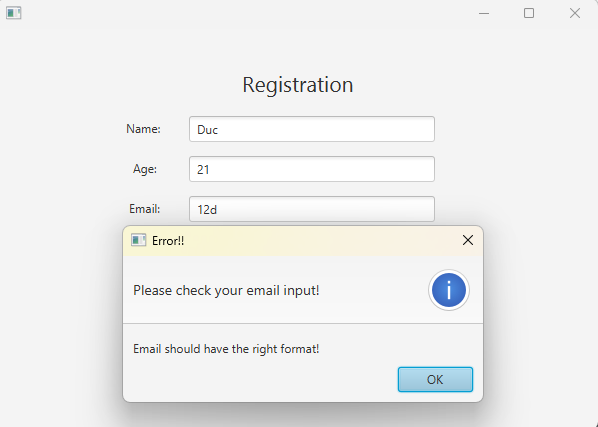 Registration
Name:
Duc
Age:
21
Email:
12d
Error!!
Please check your email input!
i
Email should have the right format!
OK